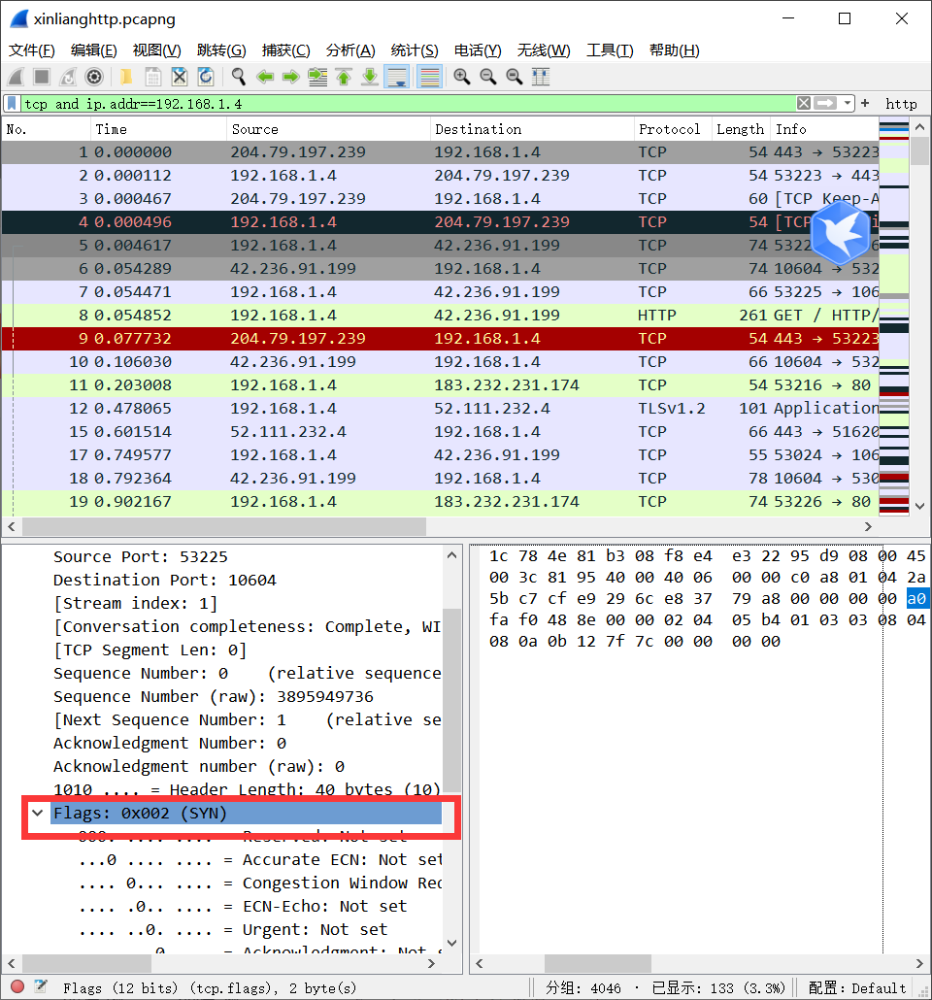 xinlianghttp.pcapng
文件(F) 编辑(E) 视图(V) 跳转(G) 捕获(C) 分析(A) 统计(S) 电话(Y) 无线(W) 工具(T) 帮助(H)
tcp and ip.addr==192.168.1.4 + http
No. Time Source Destination Protocol Length Info
1 0.000000 204.79.197.239 192.168.1.4 TCP 54 443 → 53223
2 0.000112 192.168.1.4 204.79.197.239 TCP 54 53223 → 443
3 0.000467 204.79.197.239 192.168.1.4 TCP 60 [TCP Keep-A
4 0.000496 192.168.1.4 204.79.197.239 TCP 54 [TCP
5 0.004617 192.168.1.4 42.236.91.199 TCP 74 5322
6 0.054289 42.236.91.199 192.168.1.4 TCP 74 10604 → 532
7 0.054471 192.168.1.4 42.236.91.199 TCP 66 53225 → 106
8 0.054852 192.168.1.4 42.236.91.199 HTTP 261 GET / HTTP/
9 0.077732 204.79.197.239 192.168.1.4 TCP 54 443 → 53223
10 0.106030 42.236.91.199 192.168.1.4 TCP 66 10604 → 532
11 0.203008 192.168.1.4 183.232.231.174 TCP 54 53216 → 80
12 0.478065 192.168.1.4 52.111.232.4 TLSv1.2 101 Application
15 0.601514 52.111.232.4 192.168.1.4 TCP 66 443 → 51620
17 0.749577 192.168.1.4 42.236.91.199 TCP 55 53024 → 106
18 0.792364 42.236.91.199 192.168.1.4 TCP 78 10604 → 530
19 0.902167 192.168.1.4 183.232.231.174 TCP 74 53226 → 80
Source Port: 53225
Destination Port: 10604
[Stream index: 1]
[Conversation completeness: Complete, WI
[TCP Segment Len: 0]
Sequence Number: 0 (relative sequence
Sequence Number (raw): 3895949736
[Next Sequence Number: 1 (relative se
Acknowledgment Number: 0
Acknowledgment number (raw): 0
1010 .... = Header Length: 40 bytes (10)
Flags: 0x002 (SYN)
000. .... .... = Reserved: Not set
...0 .... .... = Accurate ECN: Not set
.... 0... .... = Congestion Window Red
.... .0.. .... = ECN-Echo: Not set
.... ..0. .... = Urgent: Not set
.... ...0 .... = Acknowledgment: Not s
1c 78 4e 81 b3 08 f8 e4 e3 22 95 d9 08 00 45
00 3c 81 95 40 00 40 06 00 00 c0 a8 01 04 2a
5b c7 cf e9 29 6c e8 37 79 a8 00 00 00 00 a0
fa f0 48 8e 00 00 02 04 05 b4 01 03 03 08 04
08 0a 0b 12 7f 7c 00 00 00 00
Flags (12 bits) (tcp.flags), 2 byte(s) 分组: 4046 · 已显示: 133 (3.3%) 配置: Default